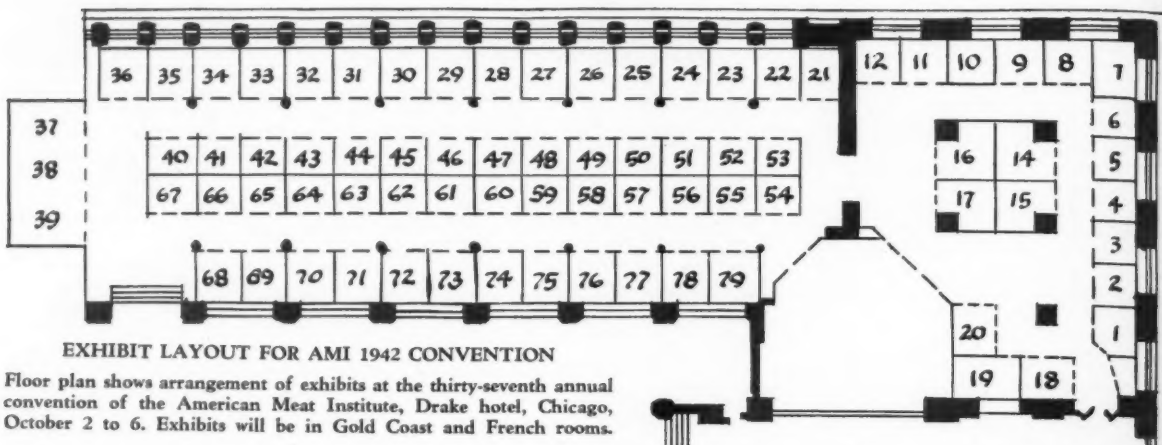 36 35 34 33 32 31 30 29 28 27 26 25 24 23 22 21
12 11 10 9 8 7
37
38
39
40 41 42 43 44 45 46 47 48 49 50 51 52 53
67 66 65 64 63 62 61 60 59 58 57 56 55 54
68 69 70 71 72 73 74 75 76 77 78 79
16 14
17 15
6
5
4
3
2
1
20
19 18
EXHIBIT LAYOUT FOR AMI 1942 CONVENTION
Floor plan shows arrangement of exhibits at the thirty-seventh annual
convention of the American Meat Institute, Drake hotel, Chicago,
October 2 to 6. Exhibits will be in Gold Coast and French rooms.